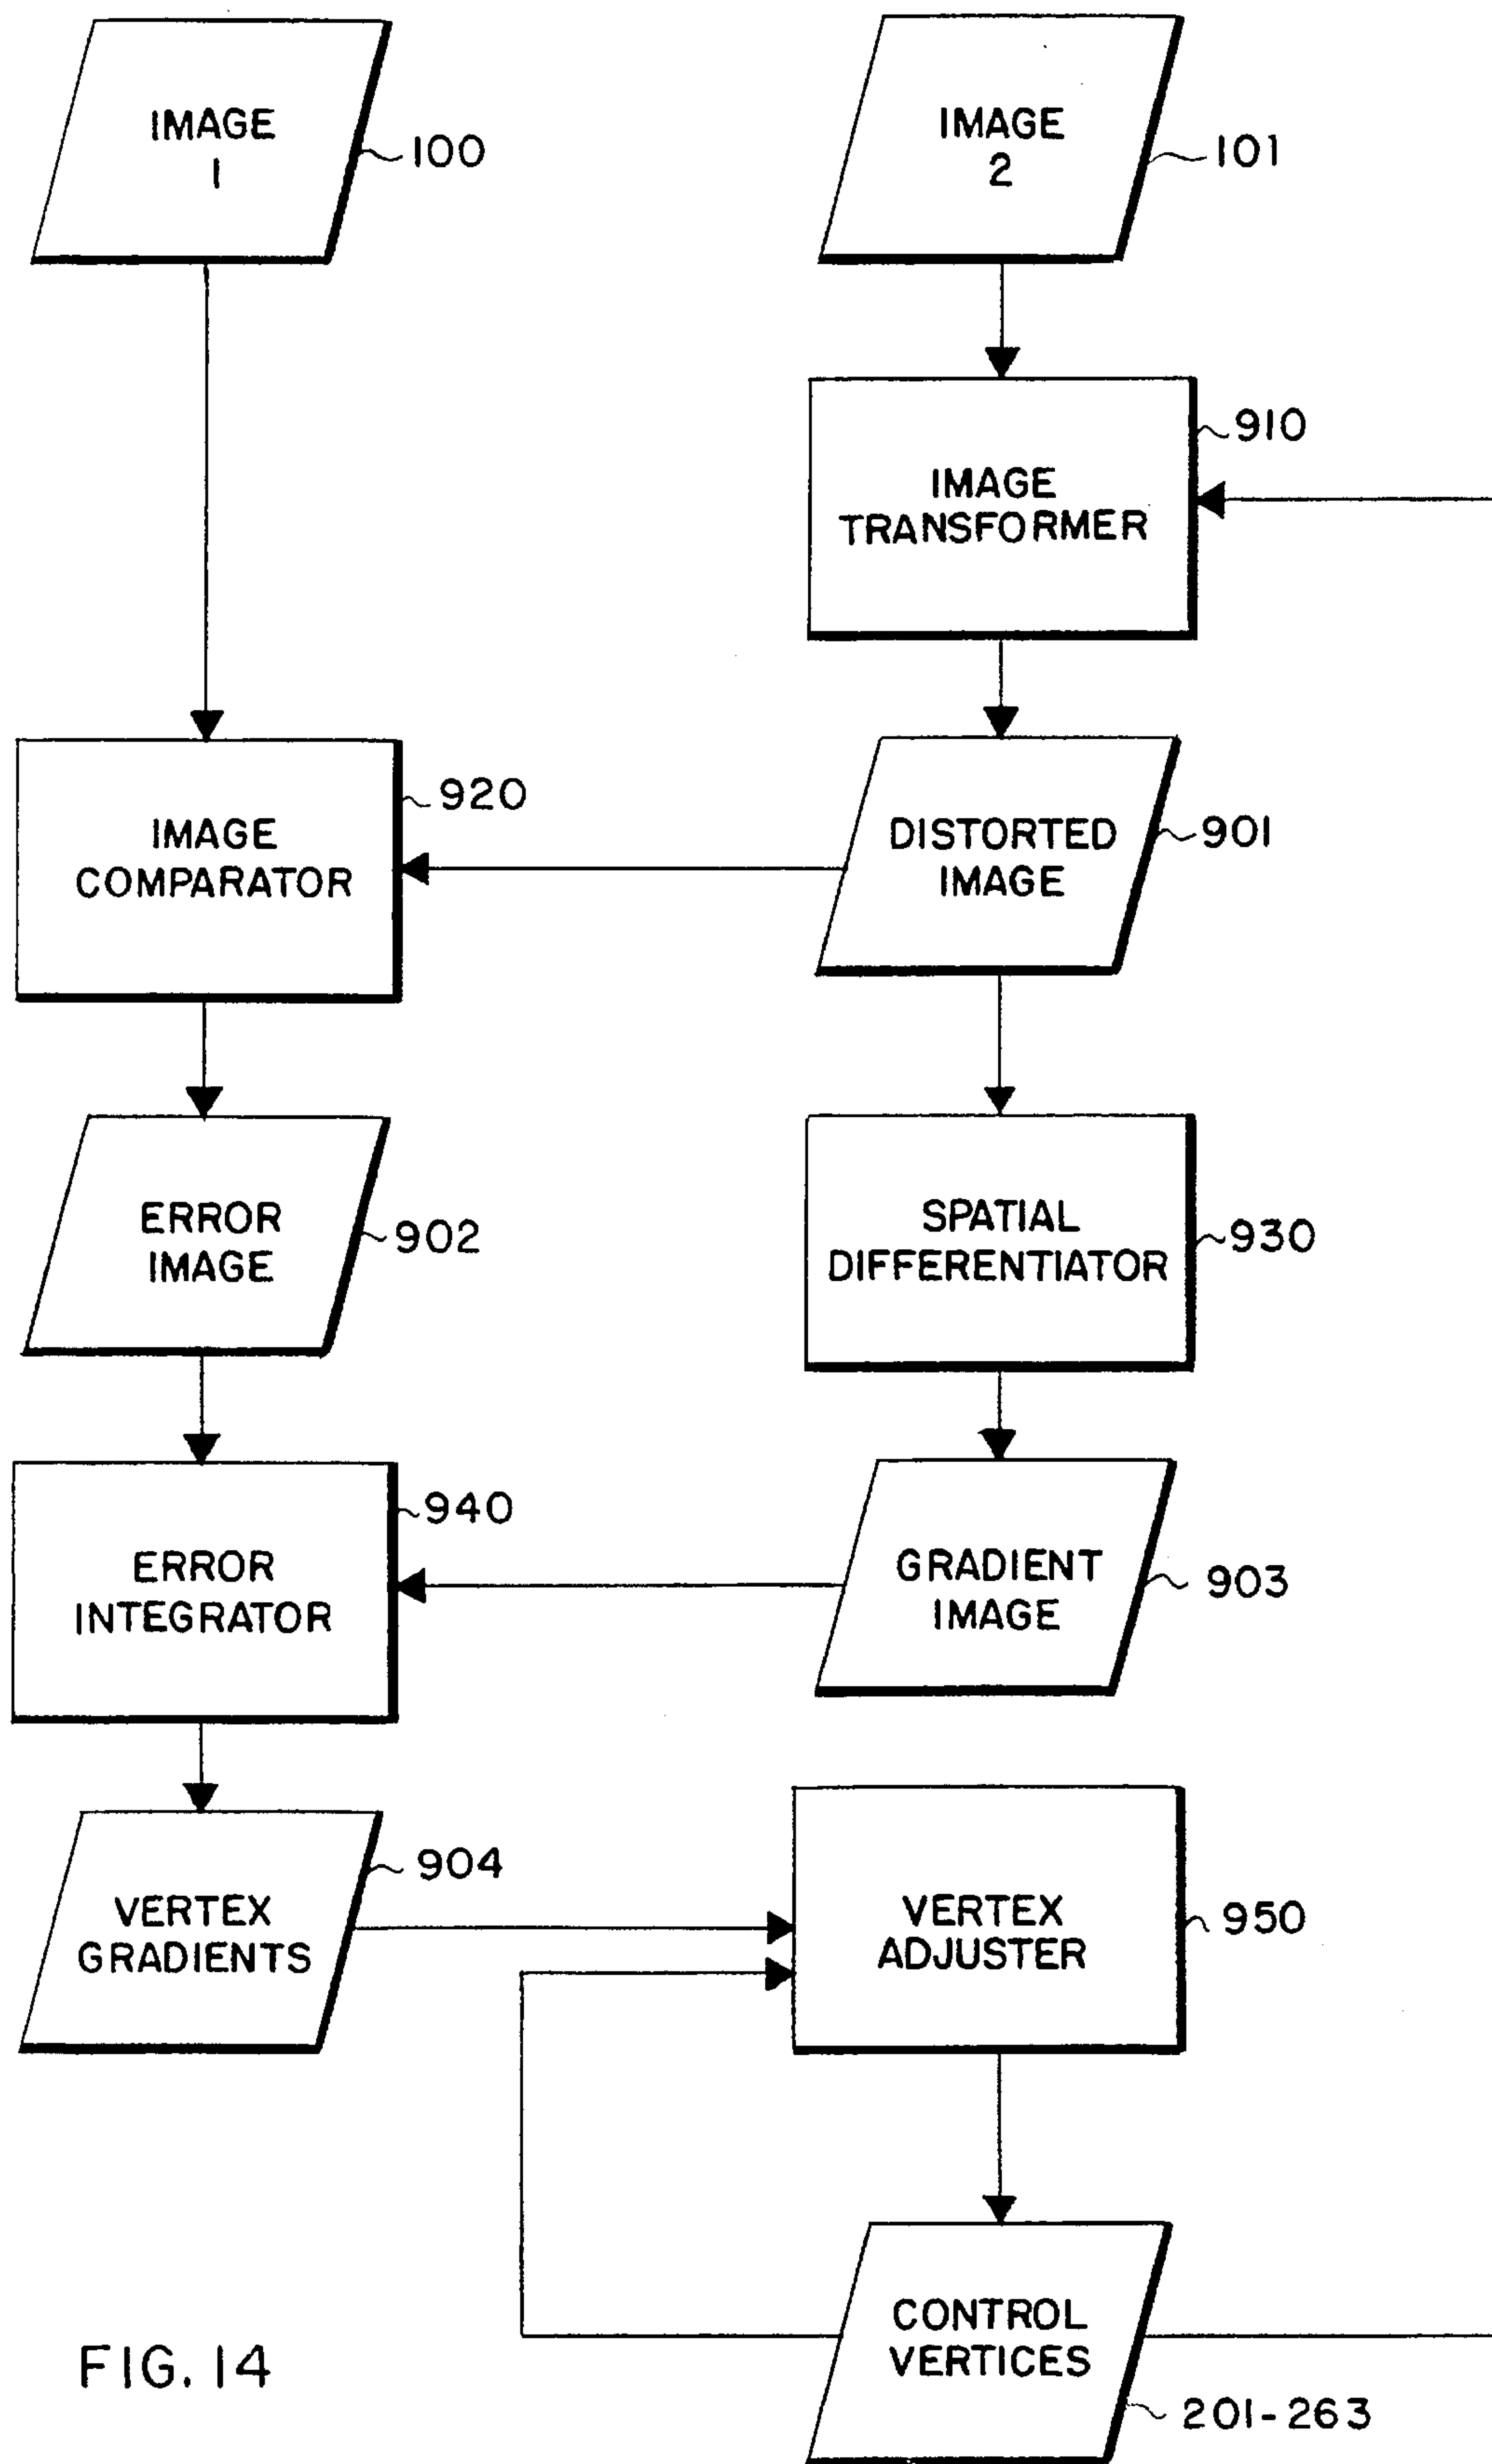 IMAGE
1
100
IMAGE
2
101
910
IMAGE
TRANSFORMER
920
IMAGE
COMPARATOR
DISTORTED
IMAGE
901
ERROR
IMAGE
902
SPATIAL
DIFFERENTIATOR
930
940
ERROR
INTEGRATOR
GRADIENT
IMAGE
903
904
VERTEX
GRADIENTS
VERTEX
ADJUSTER
950
CONTROL
VERTICES
201-263
FIG. 14